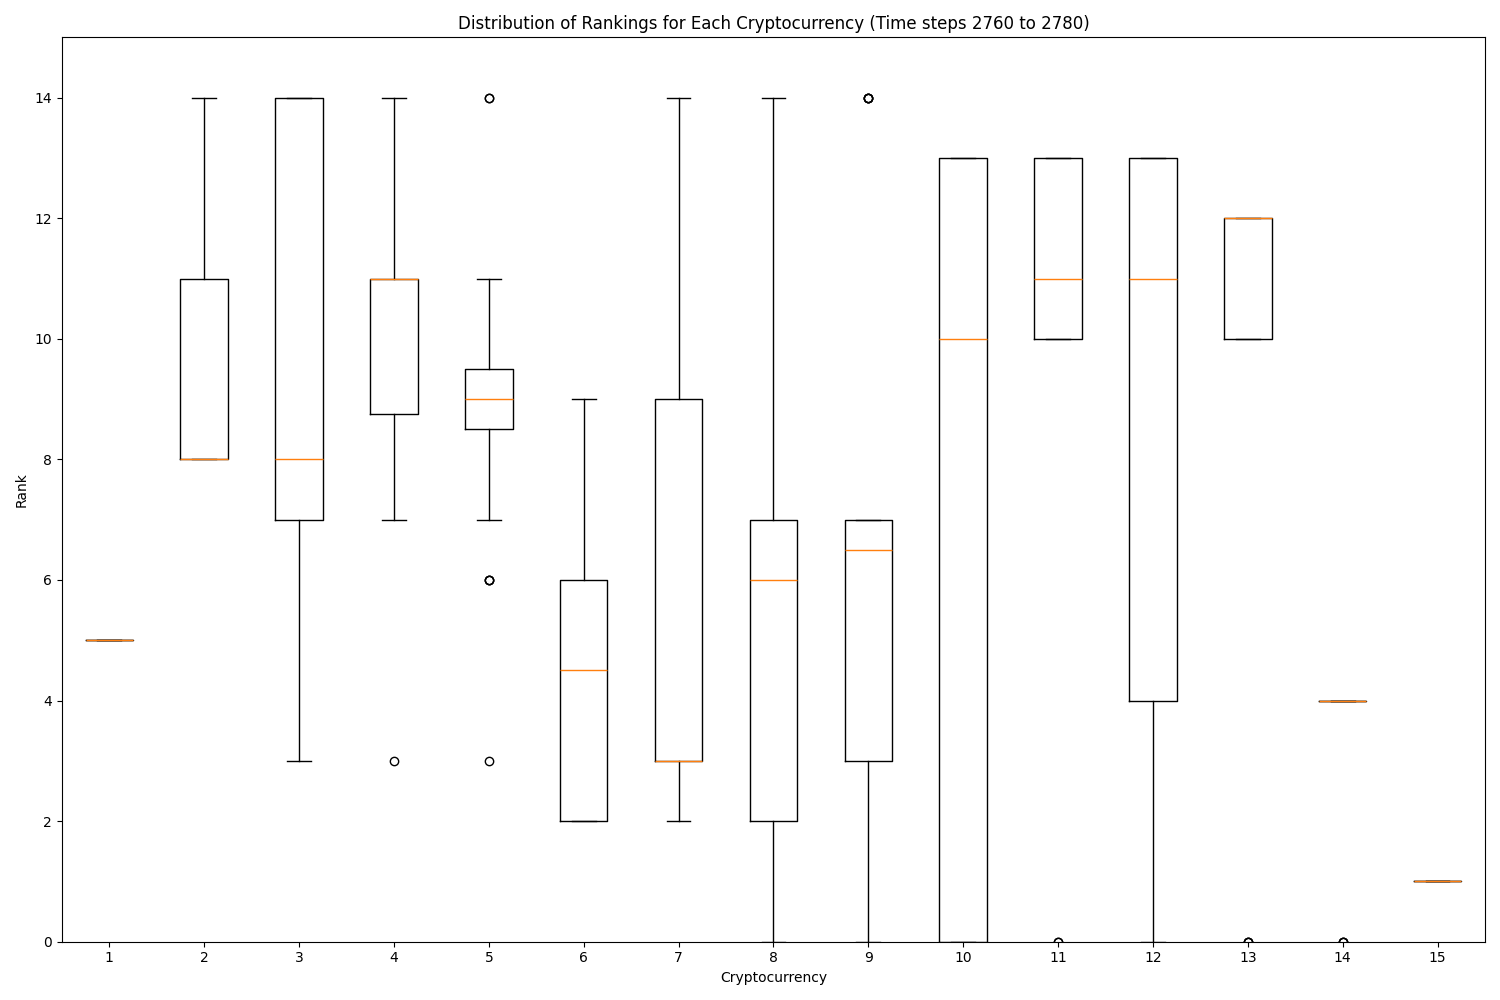 Distribution of Rankings for Each Cryptocurrency (Time steps 2760 to 2780)
Rank
14
12
10
8
6
4
2
0
1 2 3 4 5 6 7 8 9 10 11 12 13 14 15
Cryptocurrency